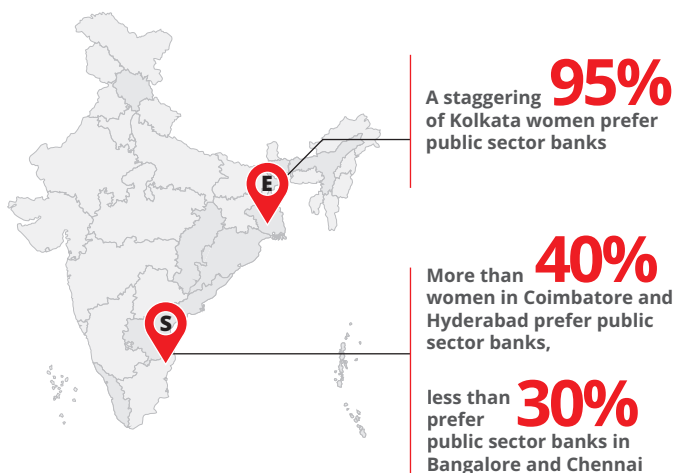 E
A staggering 95%
of Kolkata women prefer
public sector banks
S
More than 40%
women in Coimbatore and
Hyderabad prefer public
sector banks,
less than 30%
prefer
public sector banks in
Bangalore and Chennai